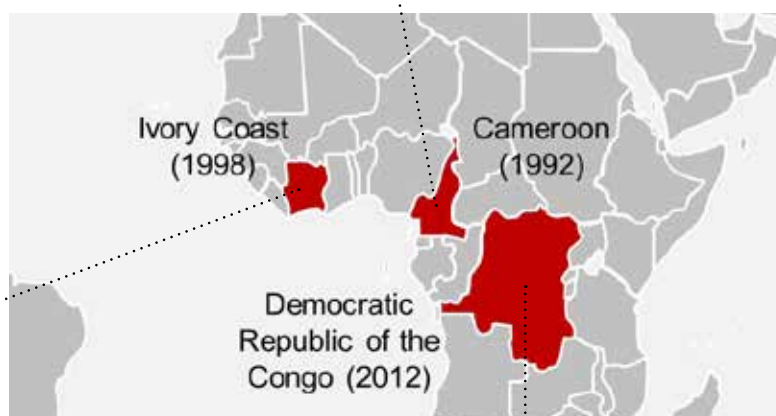 Ivory Coast
(1998)
Cameroon
(1992)
Democratic
Republic of the
Congo (2012)